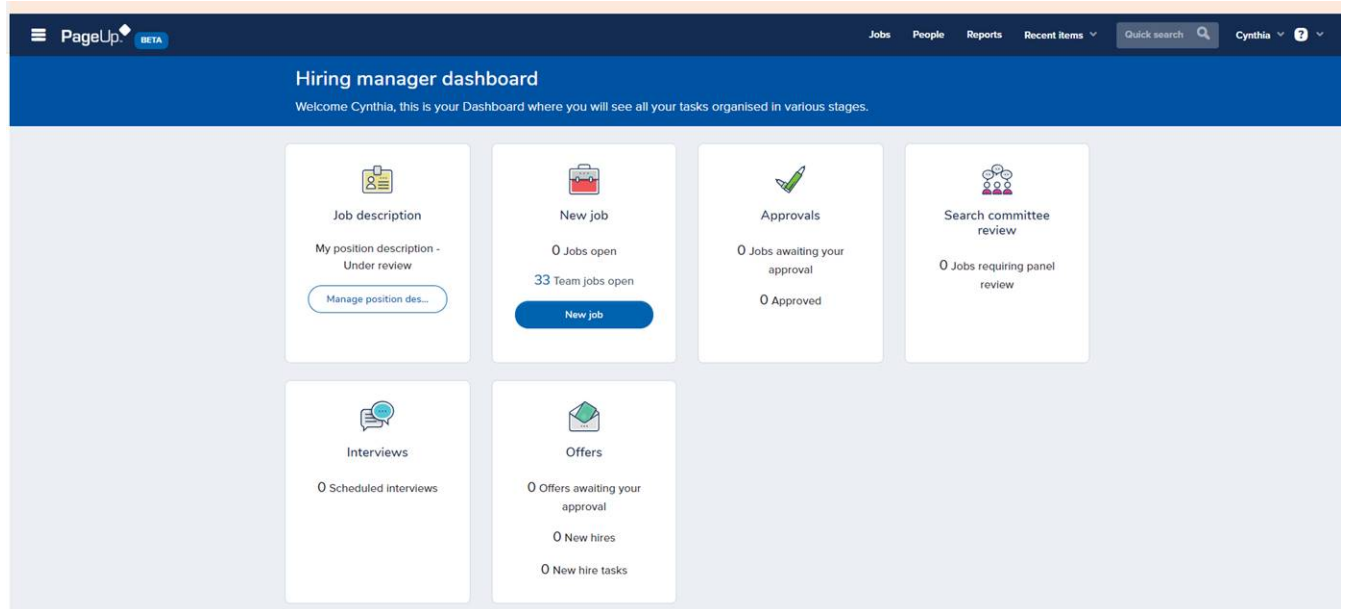 PageUp. BETA
Jobs People Reports Recent items Quick search Cynthia ?
Hiring manager dashboard
Welcome Cynthia, this is your Dashboard where you will see all your tasks organised in various stages.
Job description
My position description -
Under review
Manage position des...
New job
0 Jobs open
33 Team jobs open
New job
Approvals
0 Jobs awaiting your
approval
0 Approved
Search committee
review
0 Jobs requiring panel
review
Interviews
0 Scheduled interviews
Offers
0 Offers awaiting your
approval
0 New hires
0 New hire tasks